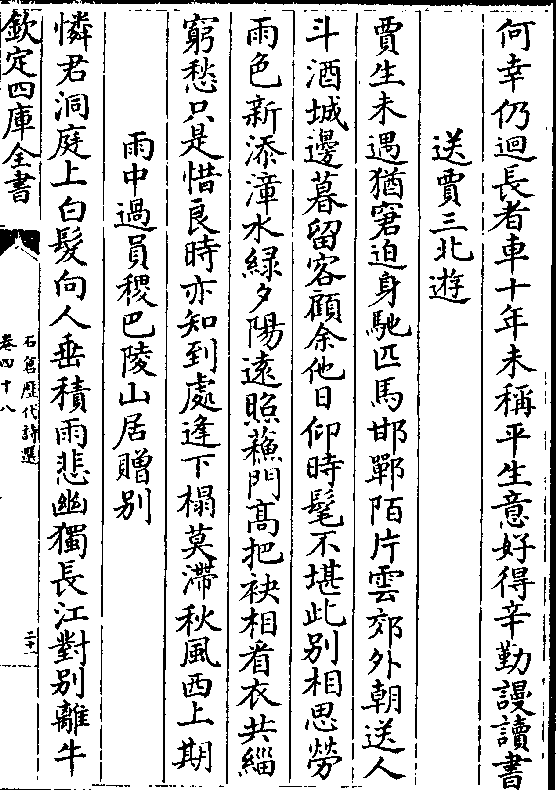 何幸仍迴長者車十年未稱平生意好得辛勤謾讀書
送賈三北遊
賈生未遇猶窘迫身馳匹馬邯鄲陌片雲郊外朝送人
斗酒城邊暮留客顧余他日仰時髦不堪此别相思勞
雨色新添漳水緑夕陽遠照蘓門髙把袂相看衣共緇
窮愁只是惜良時亦知到處逢下榻莫滯秋風西上期
雨中過員稷巴陵山居贈别
憐君洞庭上白髮向人垂積雨悲幽獨長江對别離牛
欽定四庫全書
石倉歷代詩選
卷四十八
二十